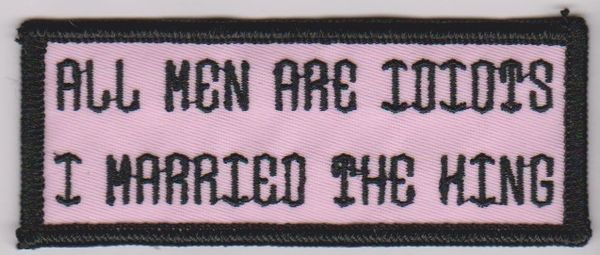 ALL MEN ARE IDIOTS
I MARRIED THE KING